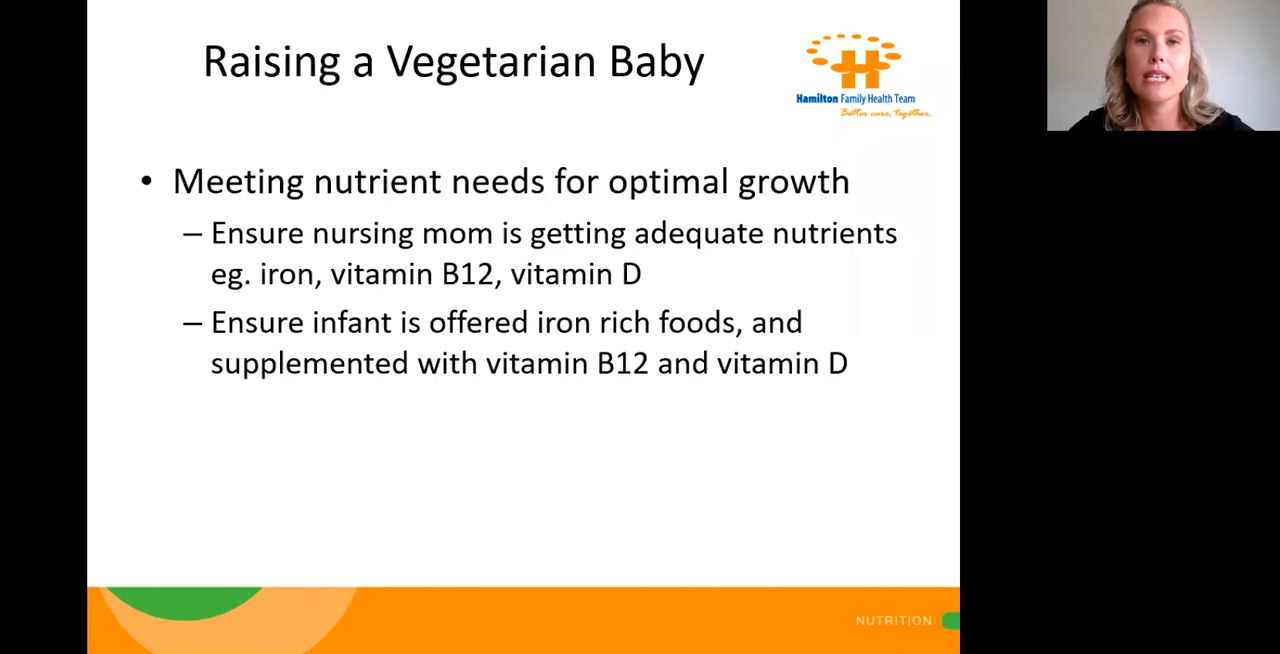 Raising a Vegetarian Baby
Hamilton Family Health Team
Better care, together.
• Meeting nutrient needs for optimal growth
– Ensure nursing mom is getting adequate nutrients
eg. iron, vitamin B12, vitamin D
– Ensure infant is offered iron rich foods, and
supplemented with vitamin B12 and vitamin D
NUTRITION